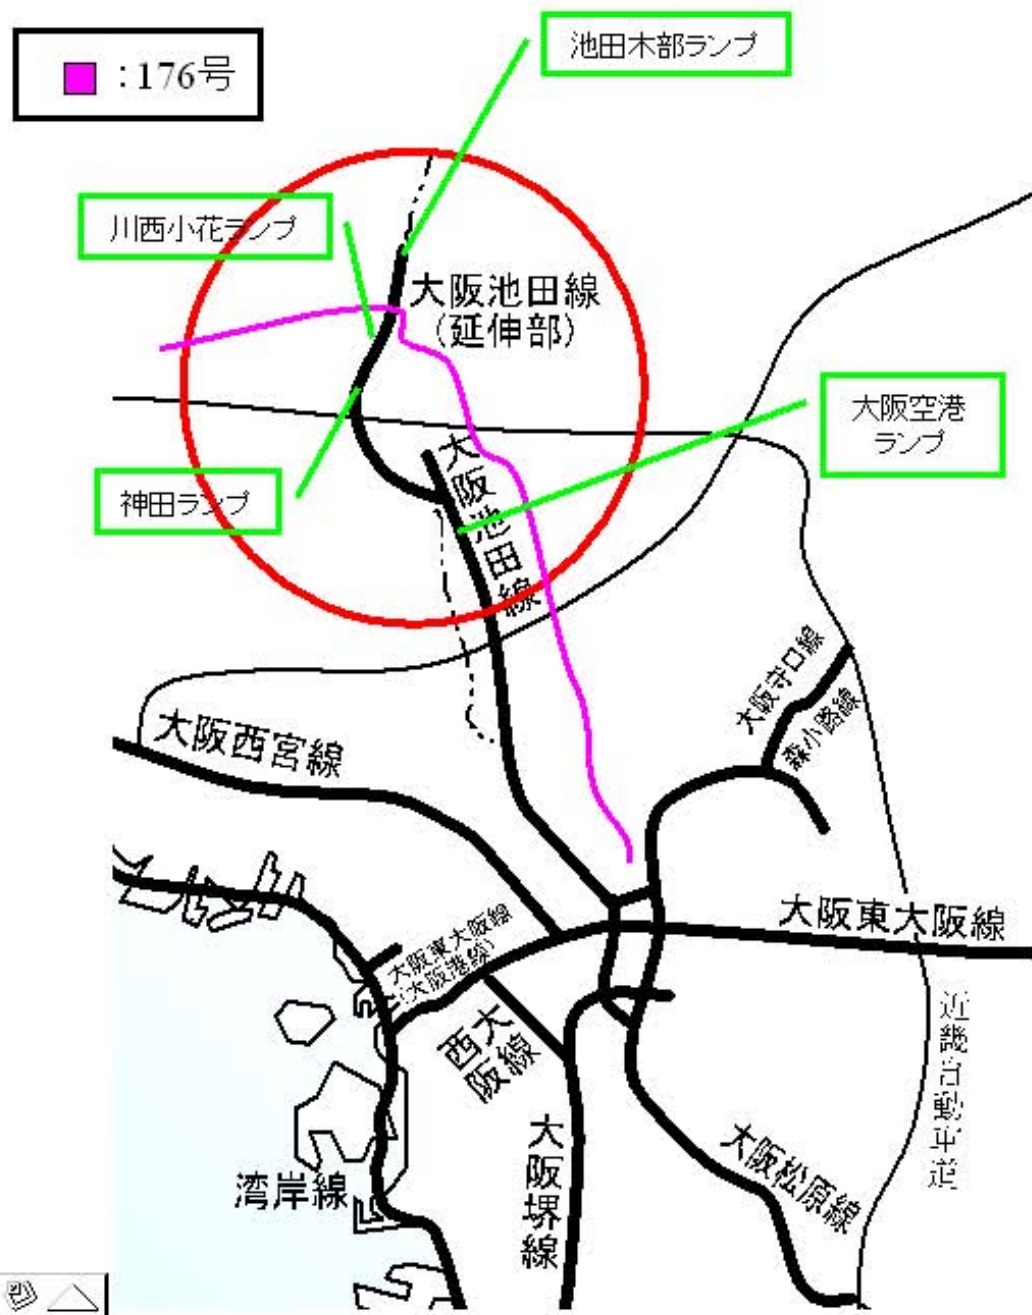 池田木部ランプ
：176号
川西小花ランプ
大阪池田線
（延伸部）
大阪空港
ランプ
神田ランプ
大阪池田線
大阪守口線
森小路線
大阪西宮線
大阪東大阪線
大阪東大阪線
（大阪港線）
西大阪線
近畿自動車道
大阪松原線
大阪堺線
湾岸線